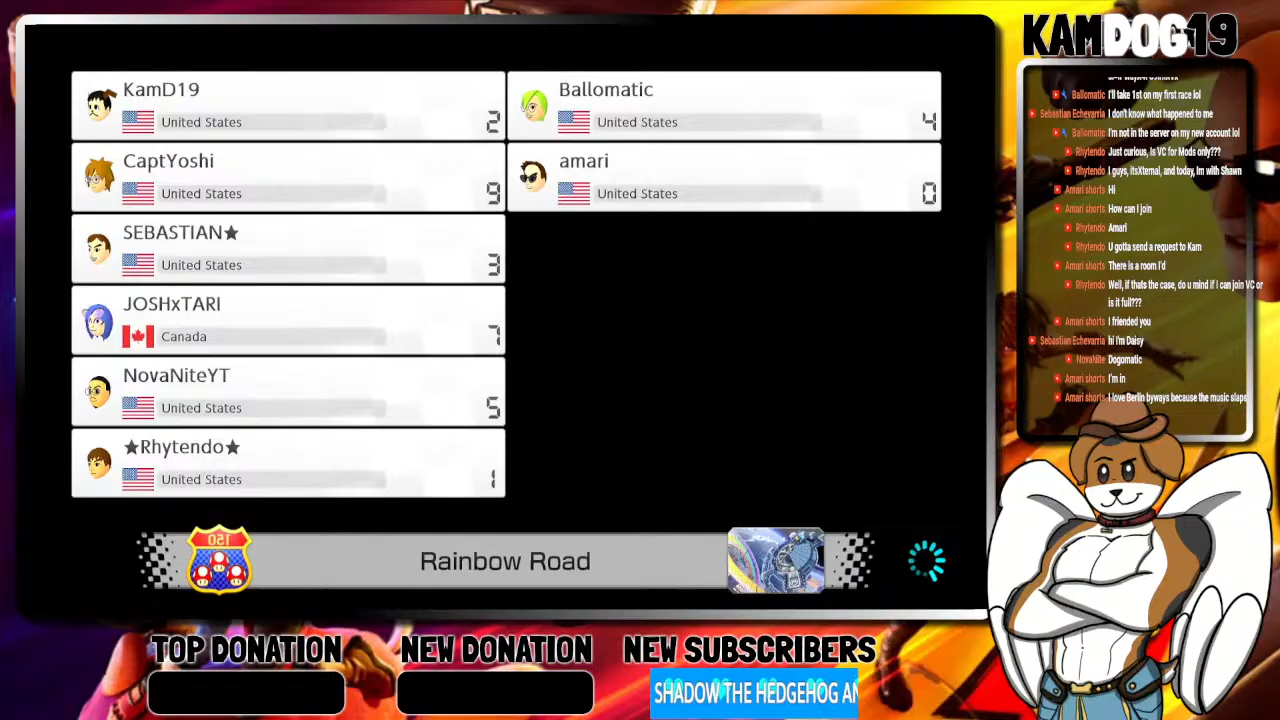 KAMDOG19
KamD19
United States
2
CaptYoshi
United States
9
SEBASTIAN★
United States
3
JOSHxTARI
Canada
7
NovaNiteYT
United States
5
★Rhytendo★
United States
1
Ballomatic
United States
4
amari
United States
0
150
Rainbow Road
Ballomatic I'll take 1st on my first race lol
Sebastian Echevarria I don't know what happened to me
Ballomatic I'm not in the server on my new account lol
Rhytendo Just curious, Is VC for Mods only???
Rhytendo I guys, itsXternal, and today, Im with Shawn
Amari shorts Hi
Amari shorts How can I join
Rhytendo Amari
Rhytendo U gotta send a request to Kam
Amari shorts There is a room I'd
Rhytendo Well, if thats the case, do u mind if I can join VC or
is it full???
Amari shorts I friended you
Sebastian Echevarria hi I'm Daisy
NovaNite Dogomatic
Amari shorts I'm in
Amari shorts I love Berlin byways because the music slaps
TOP DONATION
NEW DONATION
NEW SUBSCRIBERS
SHADOW THE HEDGEHOG AN